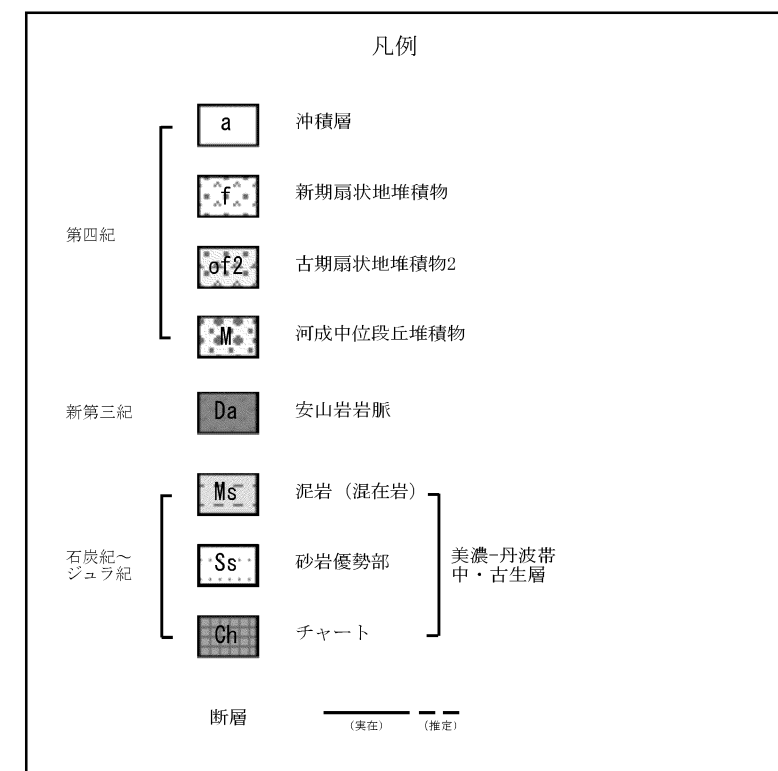 凡例
a 沖積層
f 新期扇状地堆積物
第四紀
of2 古期扇状地堆積物2
M 河成中位段丘堆積物
新第三紀 Da 安山岩岩脈
Ms 泥岩（混在岩）
石炭紀～
ジュラ紀
Ss 砂岩優勢部
美濃-丹波帯
中・古生層
Ch チャート
断層
(実在) (推定)